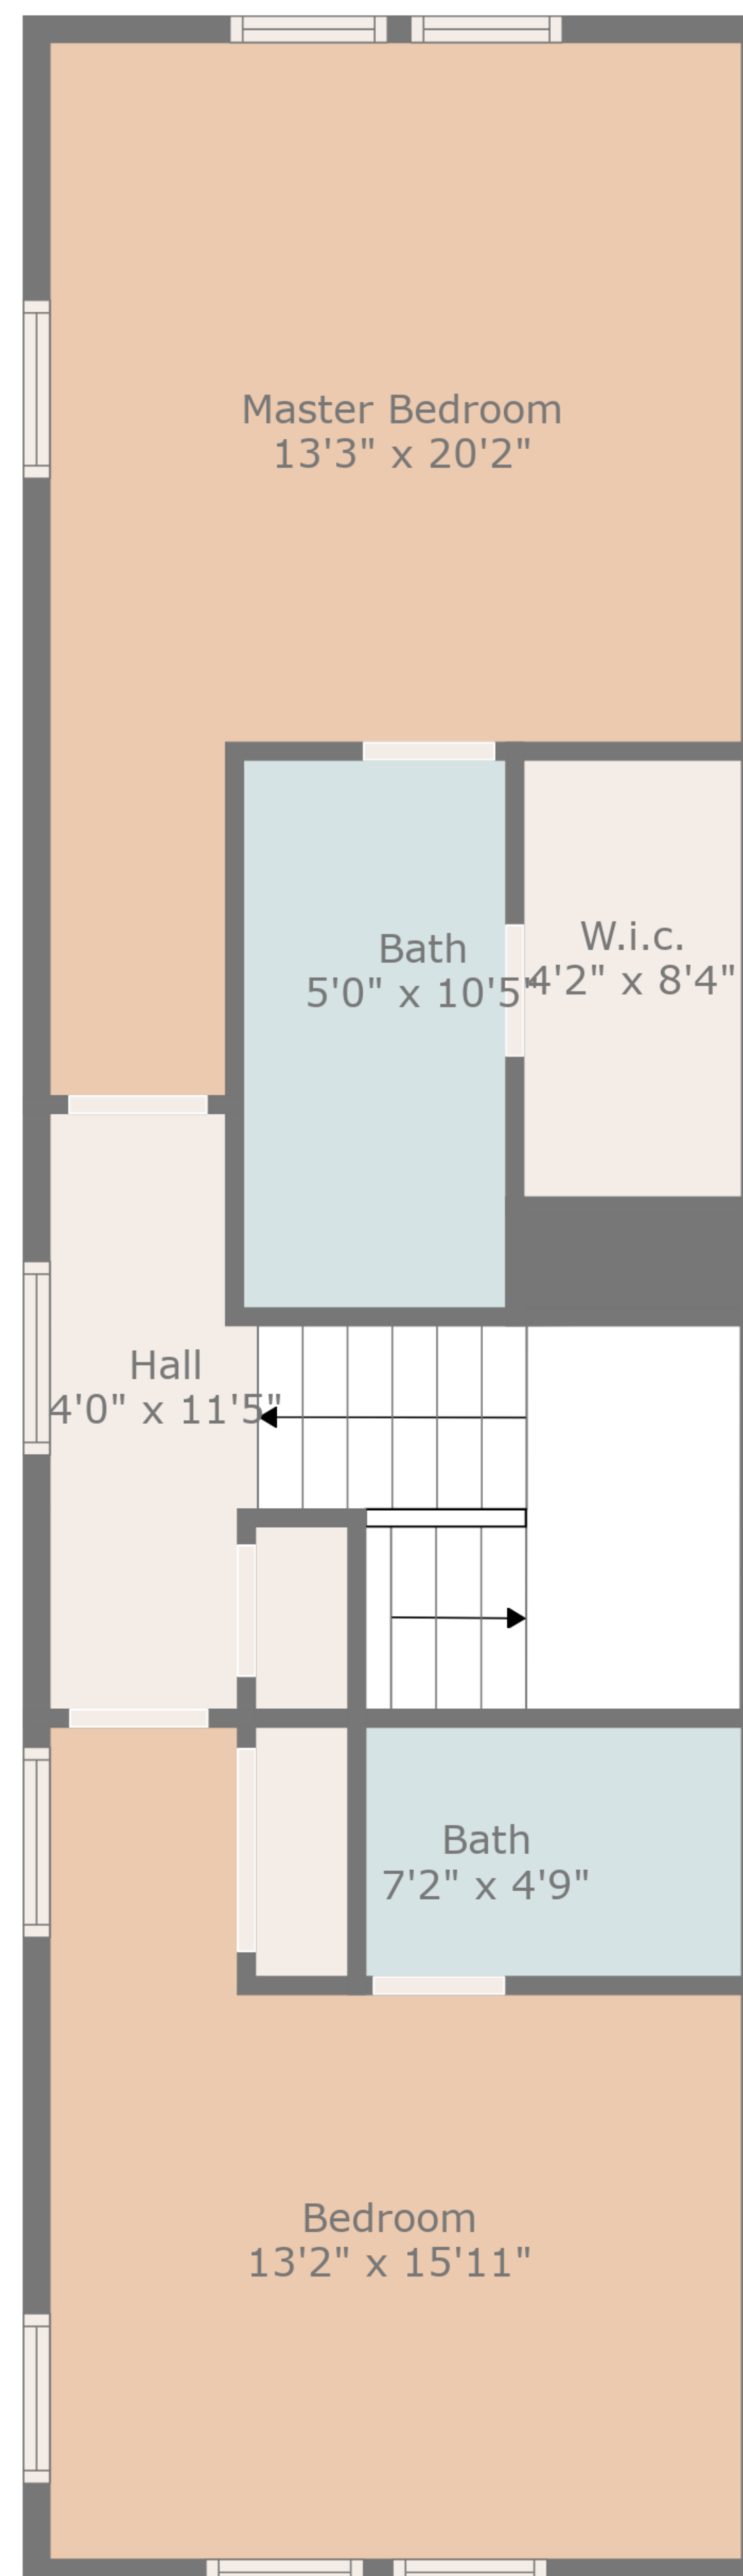 Master Bedroom
13'3" x 20'2"
Bath
5'0" x 10'5"
W.i.c.
4'2" x 8'4"
Hall
4'0" x 11'5"
Bath
7'2" x 4'9"
Bedroom
13'2" x 15'11"